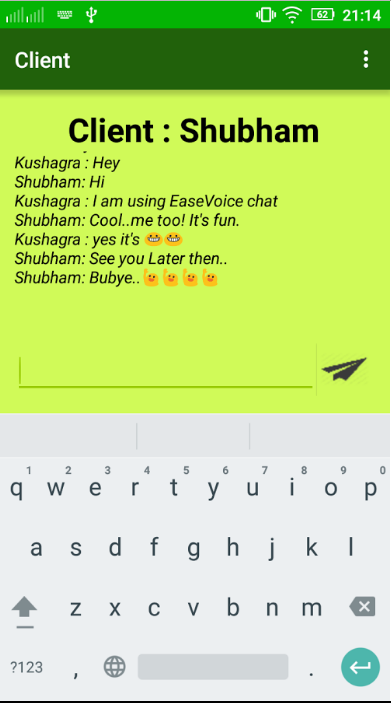 62 21:14
Client
Client : Shubham
Kushagra : Hey
Shubham: Hi
Kushagra : I am using EaseVoice chat
Shubham: Cool..me too! It's fun.
Kushagra : yes it's 😬😬
Shubham: See you Later then..
Shubham: Bubye..🙋🙋🙋🙋
1 2 3 4 5 6 7 8 9 0
q w e r t y u i o p
a s d f g h j k l
z x c v b n m
?123 , .